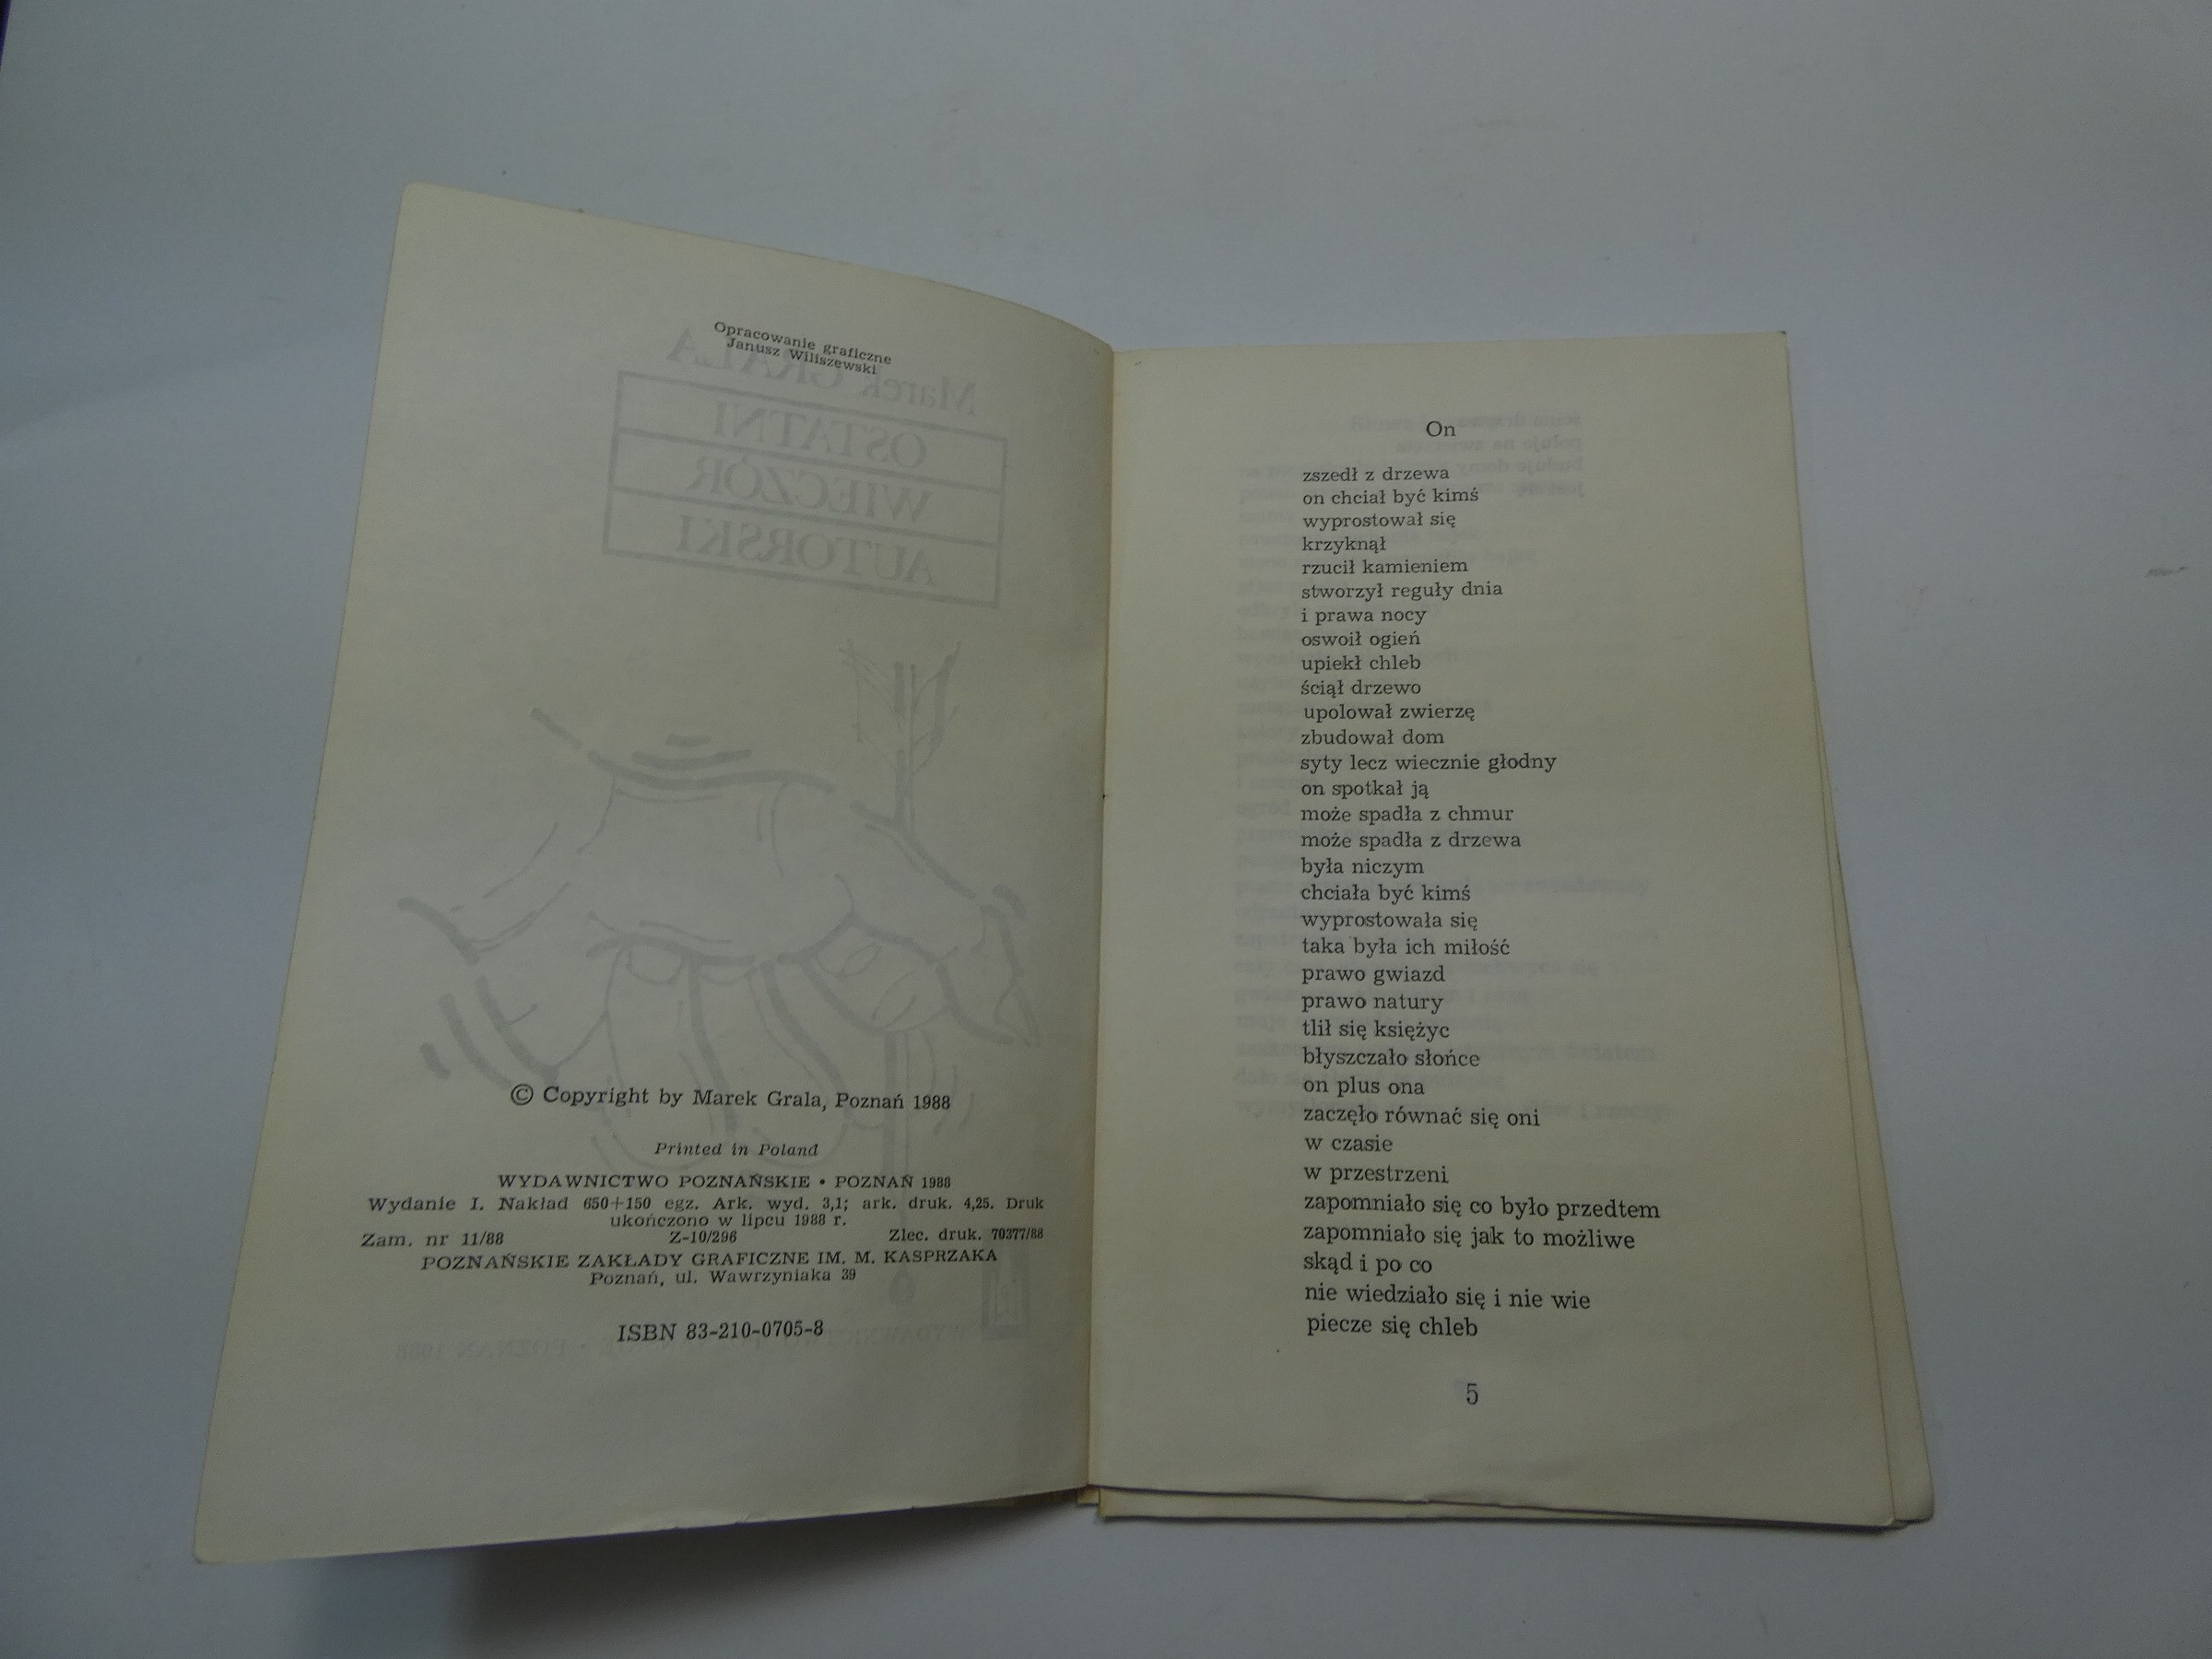 Opracowanie graficzne
Janusz Wiliszewski
Marek GRALA
OSTATNI
WIECZÓR
AUTORSKI
© Copyright by Marek Grala, Poznań 1988
Printed in Poland
WYDAWNICTWO POZNAŃSKIE • POZNAŃ 1988
Wydanie I. Nakład 650+150 egz. Ark. wyd. 3,1; ark. druk. 4,25. Druk
ukończono w lipcu 1988 r.
Zam. nr 11/88 Z-10/296 Zlec. druk. 70377/88
POZNAŃSKIE ZAKŁADY GRAFICZNE IM. M. KASPRZAKA
Poznań, ul. Wawrzyniaka 39
ISBN 83-210-0705-8
On
zszedł z drzewa
on chciał być kimś
wyprostował się
krzyknął
rzucił kamieniem
stworzył reguły dnia
i prawa nocy
oswoił ogień
upiekł chleb
ściął drzewo
upolował zwierzę
zbudował dom
syty lecz wiecznie głodny
on spotkał ją
może spadła z chmur
może spadła z drzewa
była niczym
chciała być kimś
wyprostowała się
taka była ich miłość
prawo gwiazd
prawo natury
tlił się księżyc
błyszczało słońce
on plus ona
zaczęło równać się oni
w czasie
w przestrzeni
zapomniało się co było przedtem
zapomniało się jak to możliwe
skąd i po co
nie wiedziało się i nie wie
piecze się chleb
5